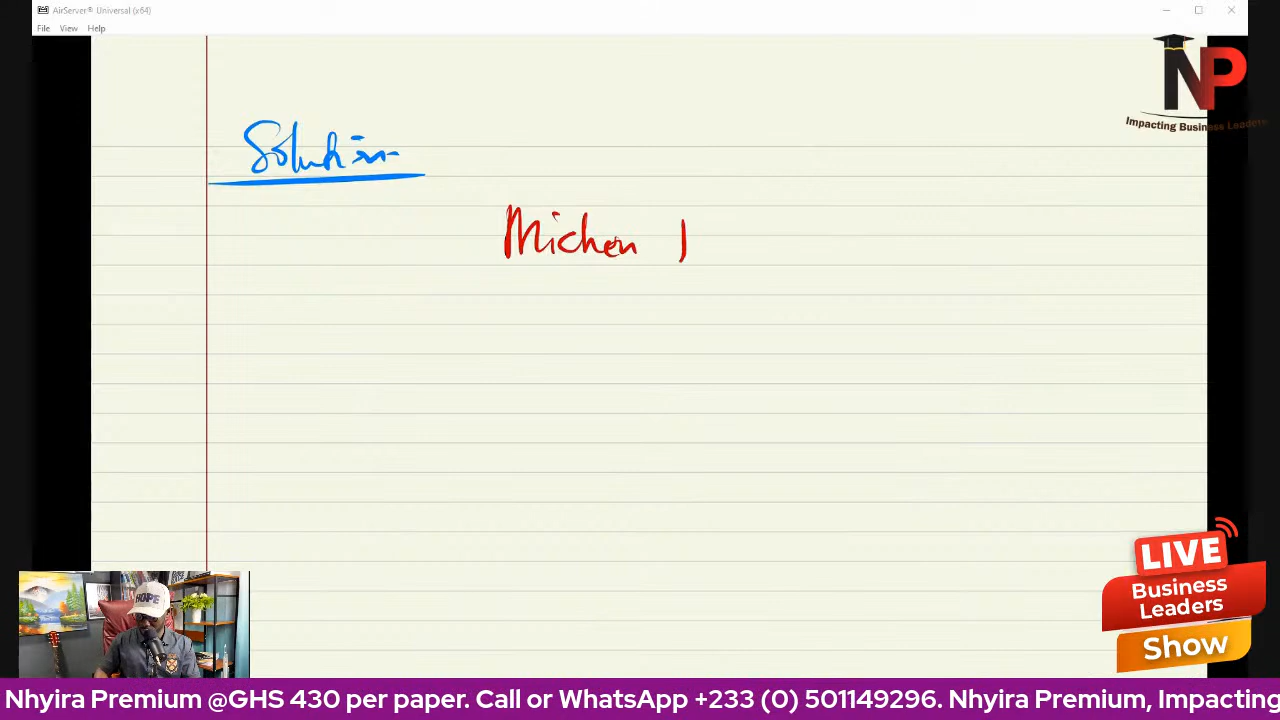 AirServer® Universal (x64)
File View Help
NP
Impacting Business Leaders
Solution
Michen
HOPE
LIVE
Business
Leaders
Show
Nhyira Premium @GHS 430 per paper. Call or WhatsApp +233 (0) 501149296. Nhyira Premium, Impacting